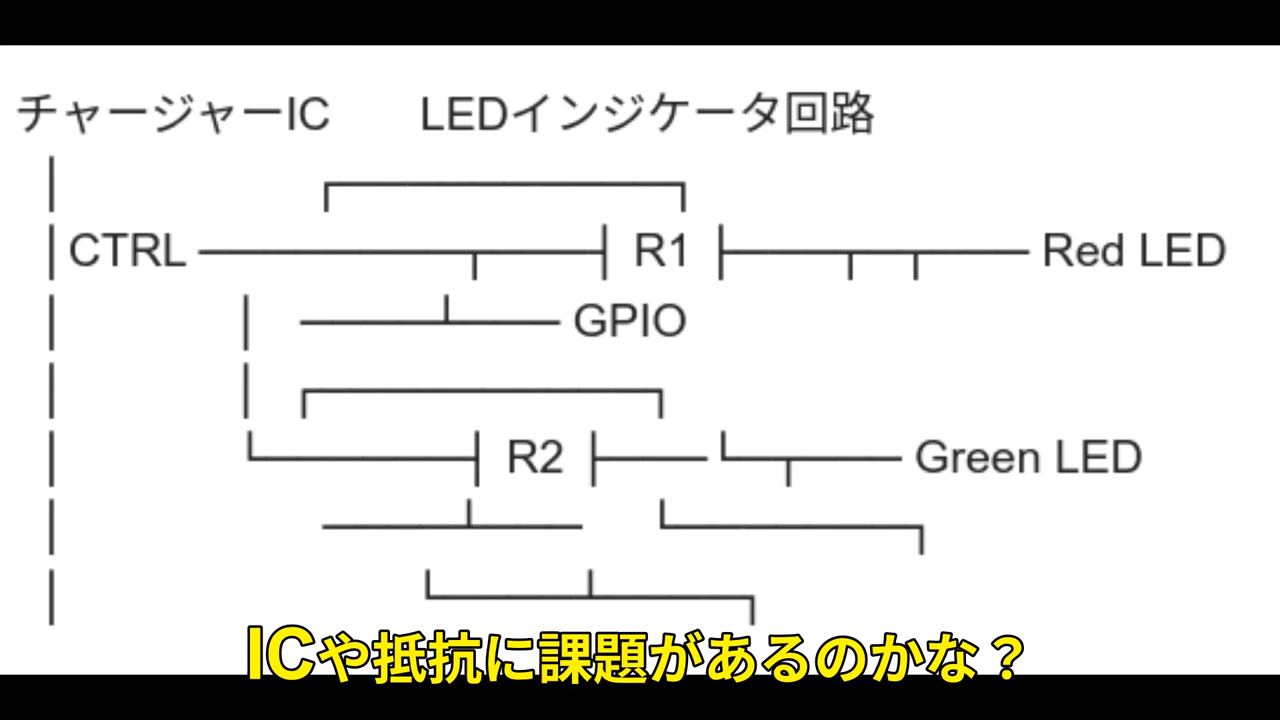 チャージャーIC LEDインジケータ回路
CTRL R1 Red LED
GPIO
R2 Green LED
ICや抵抗に課題があるのかな？